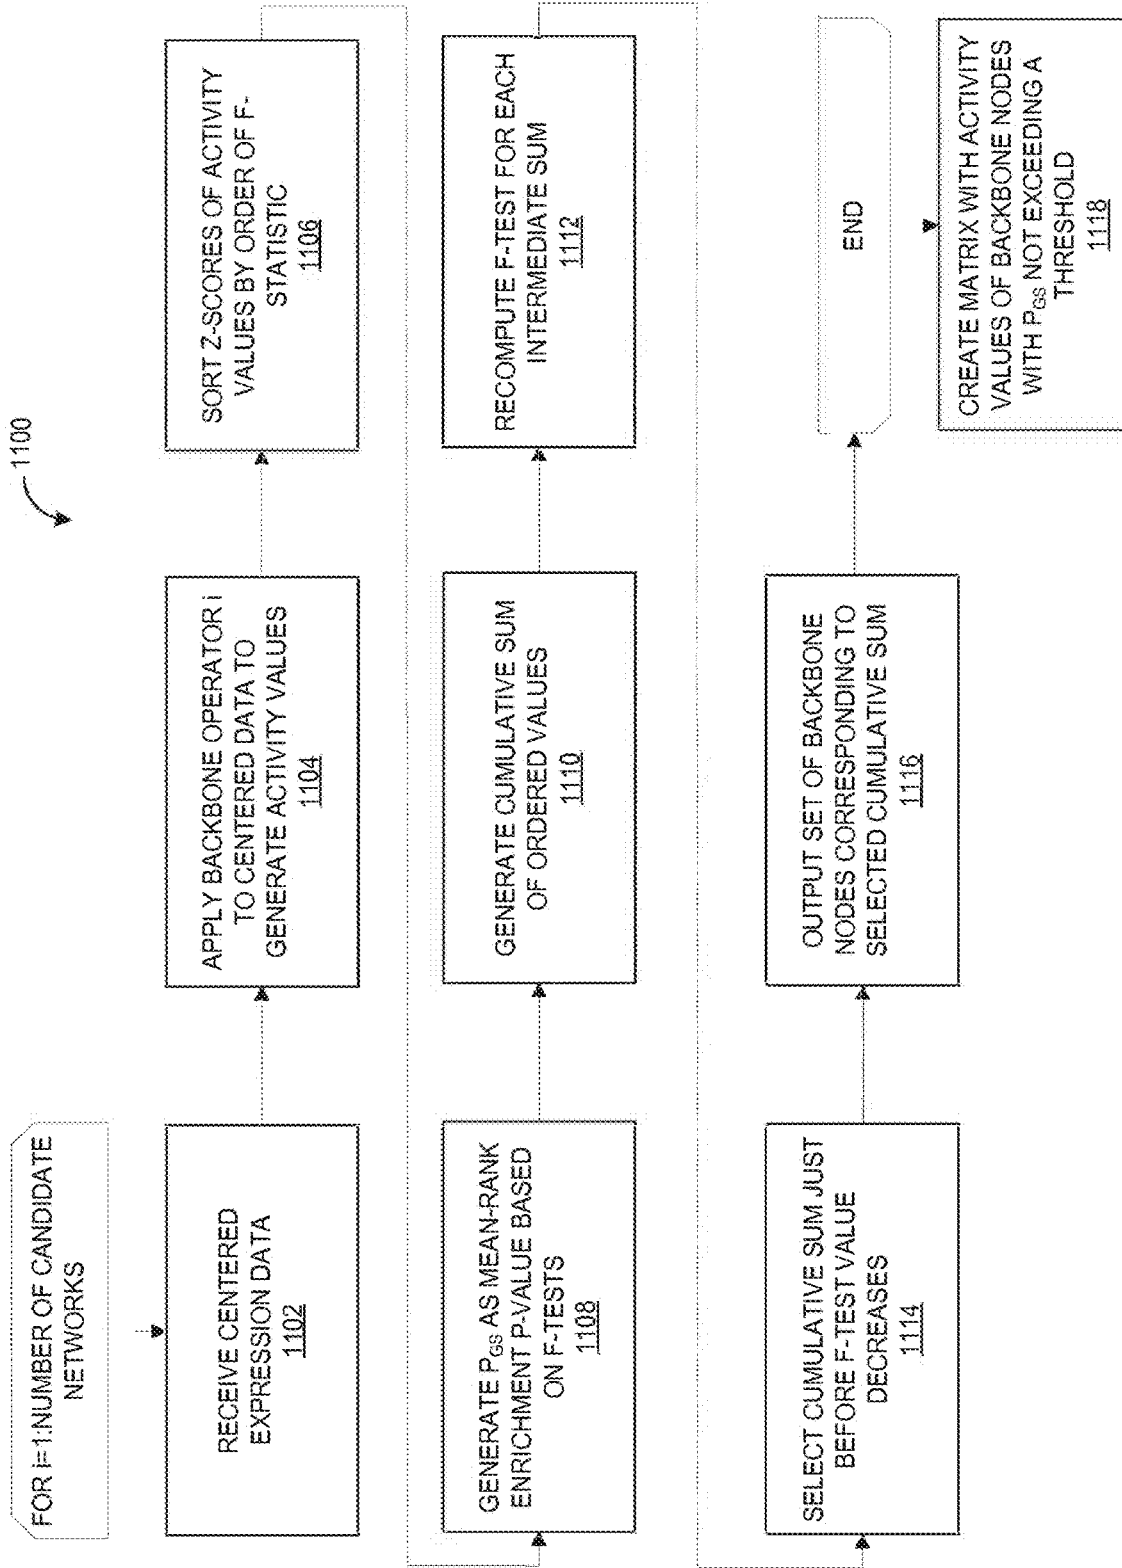 1100
FOR i=1:NUMBER OF CANDIDATE
NETWORKS
RECEIVE CENTERED
EXPRESSION DATA
1102
APPLY BACKBONE OPERATOR i
TO CENTERED DATA TO
GENERATE ACTIVITY VALUES
1104
SORT Z-SCORES OF ACTIVITY
VALUES BY ORDER OF F-
STATISTIC
1106
GENERATE PGS AS MEAN-RANK
ENRICHMENT P-VALUE BASED
ON F-TESTS
1108
GENERATE CUMULATIVE SUM
OF ORDERED VALUES
1110
RECOMPUTE F-TEST FOR EACH
INTERMEDIATE SUM
1112
SELECT CUMULATIVE SUM JUST
BEFORE F-TEST VALUE
DECREASES
1114
OUTPUT SET OF BACKBONE
NODES CORRESPONDING TO
SELECTED CUMULATIVE SUM
1116
END
CREATE MATRIX WITH ACTIVITY
VALUES OF BACKBONE NODES
WITH PGS NOT EXCEEDING A
THRESHOLD
1118